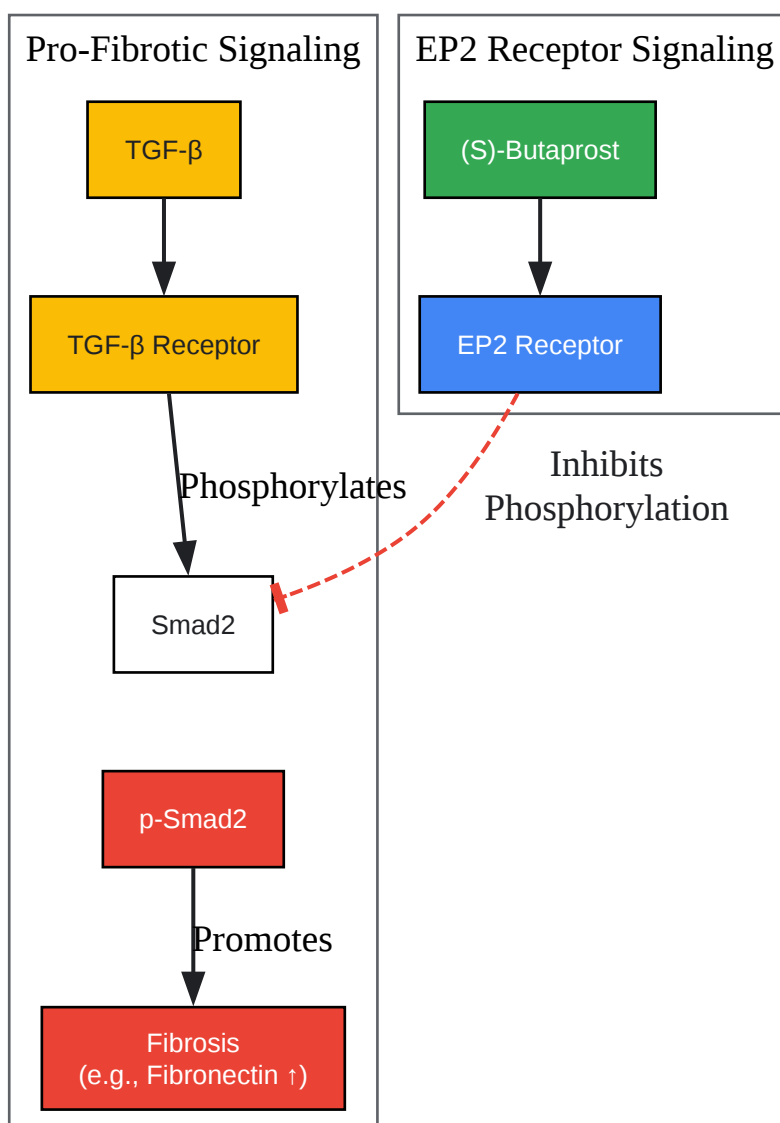 Pro-Fibrotic Signaling
TGF-β
TGF-β Receptor
Phosphorylates
Smad2
p-Smad2
Promotes
Fibrosis
(e.g., Fibronectin ↑)
EP2 Receptor Signaling
(S)-Butaprost
EP2 Receptor
Inhibits
Phosphorylation